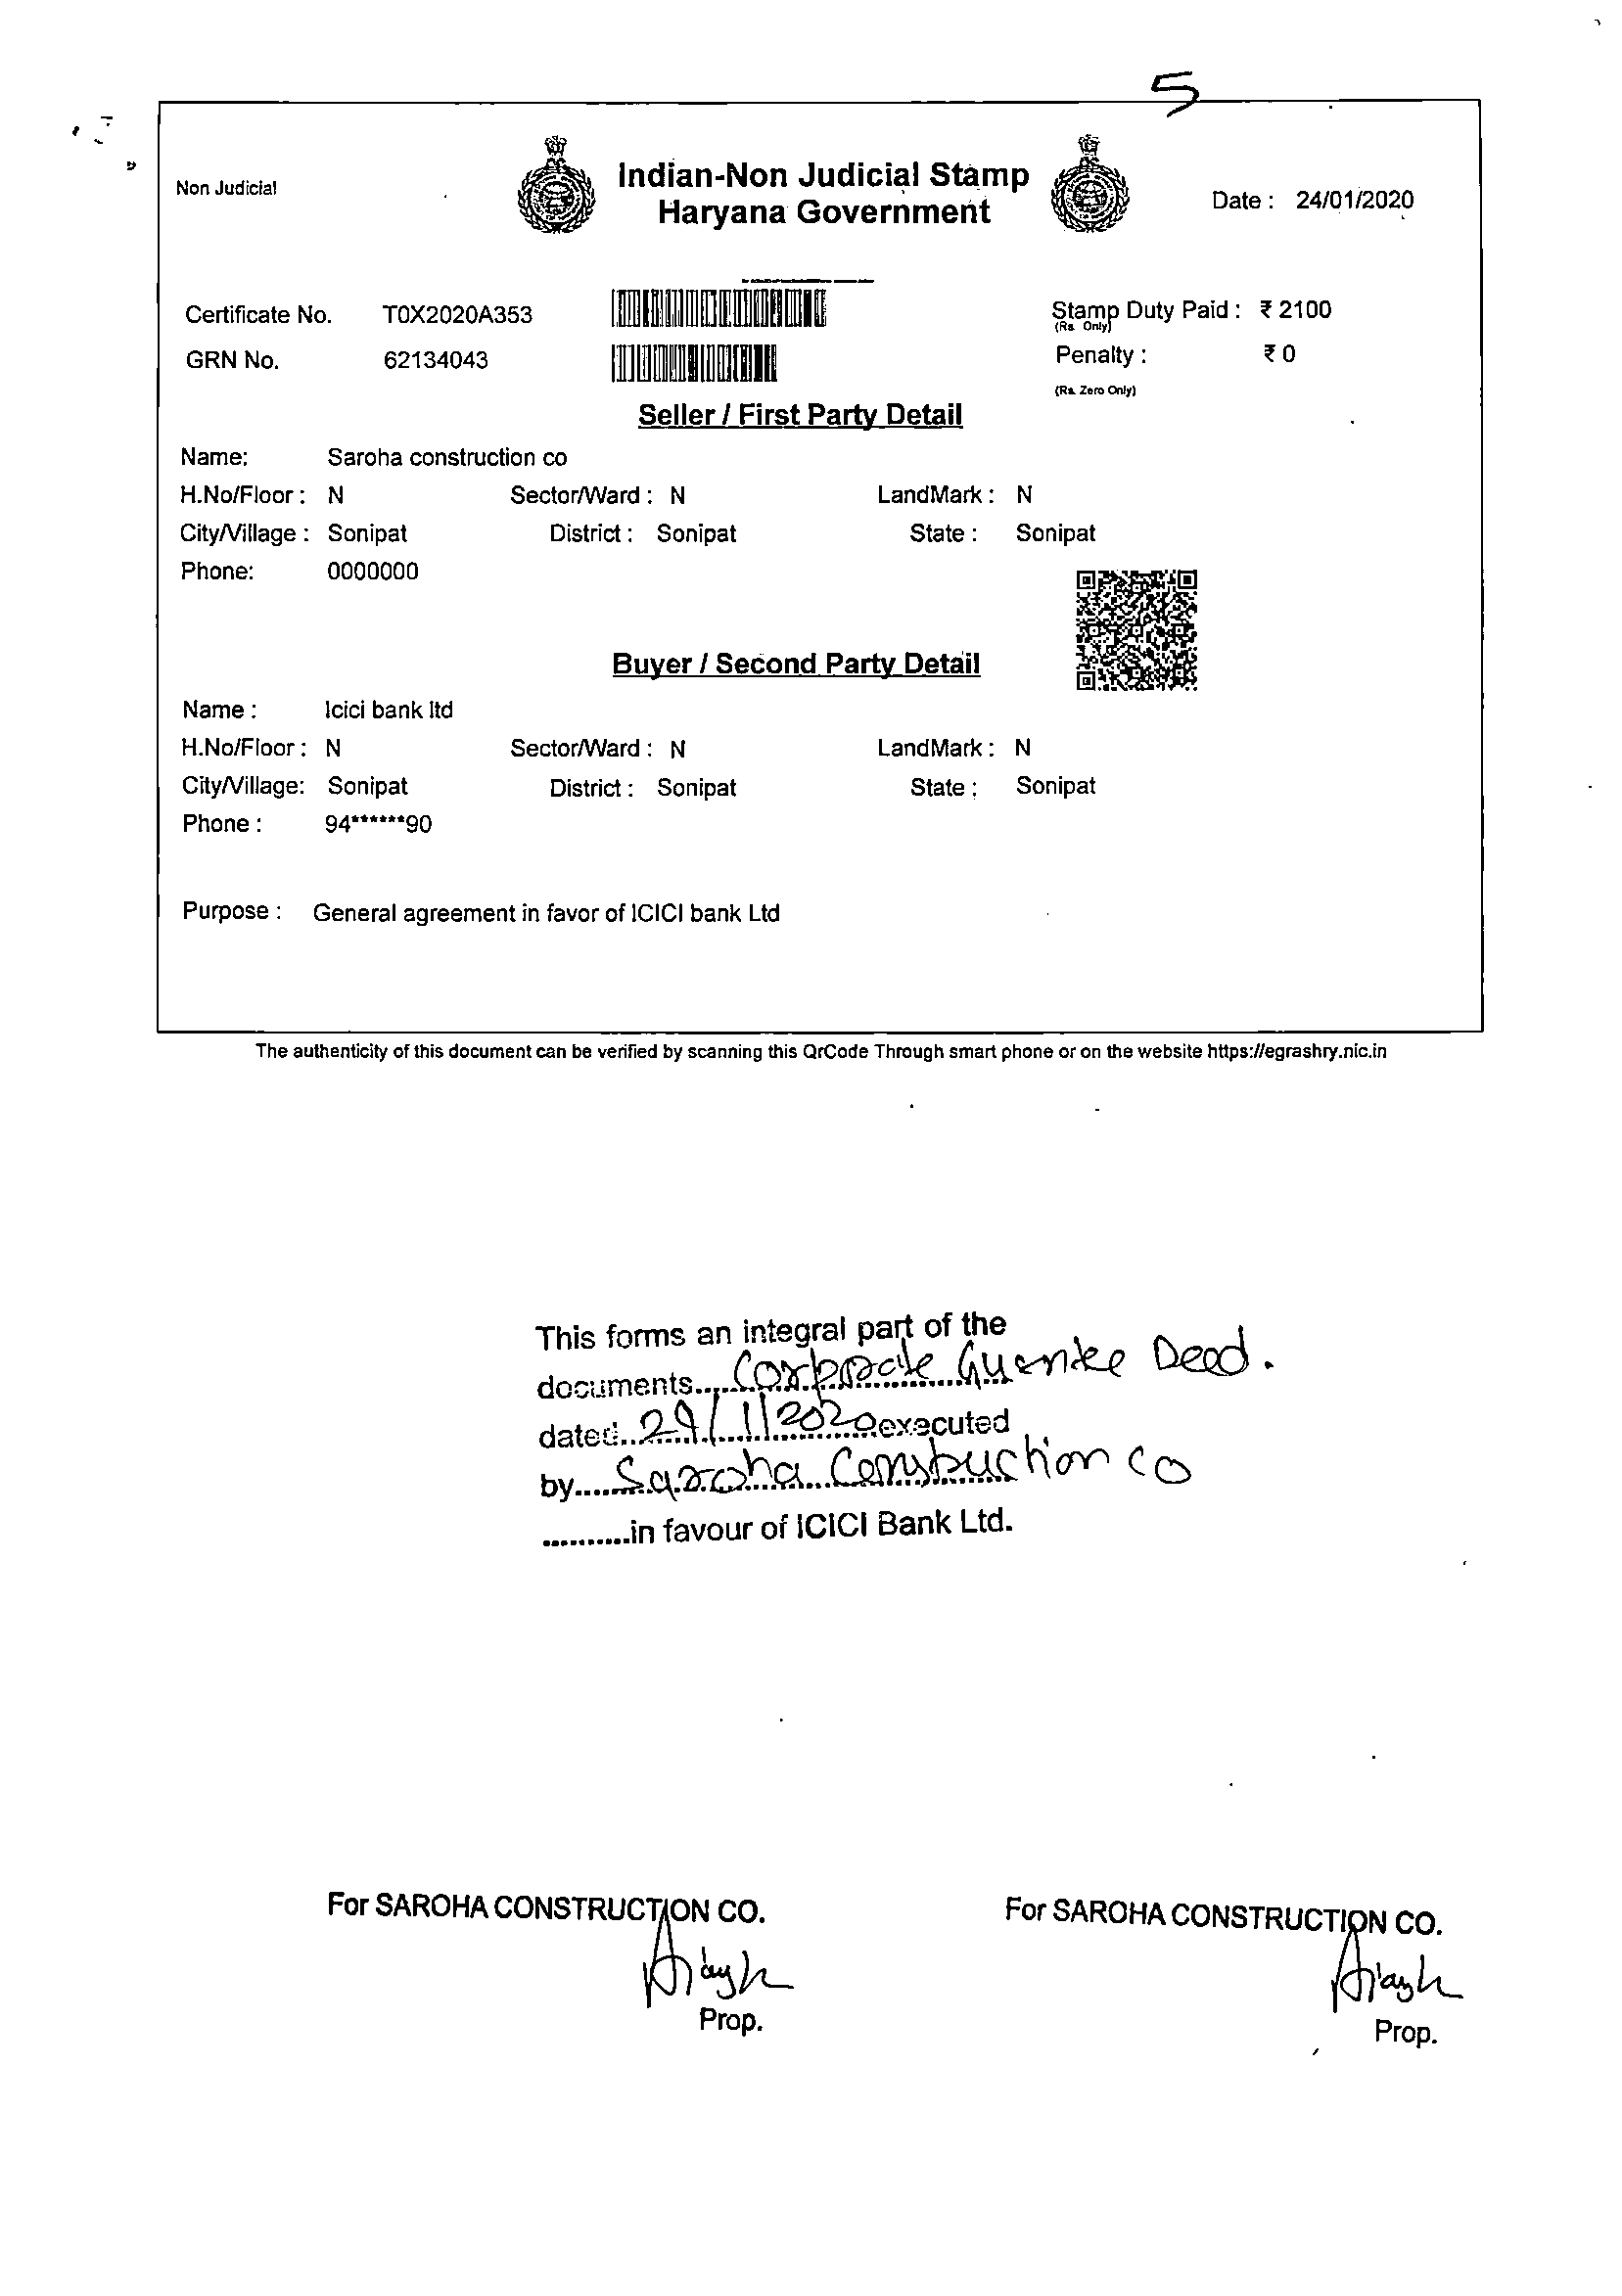 5
Non Judicial
Indian-Non Judicial Stamp
Haryana Government
Date : 24/01/2020
Certificate No. T0X2020A353
Stamp Duty Paid : ₹ 2100
(Rs. Only)
GRN No. 62134043
Penalty : ₹ 0
(Rs. Zero Only)
Seller / First Party Detail
Name: Saroha construction co
H.No/Floor : N Sector/Ward : N LandMark : N
City/Village : Sonipat District : Sonipat State : Sonipat
Phone: 0000000
Buyer / Second Party Detail
Name : Icici bank ltd
H.No/Floor : N Sector/Ward : N LandMark : N
City/Village: Sonipat District : Sonipat State : Sonipat
Phone : 94******90
Purpose : General agreement in favor of ICICI bank Ltd
The authenticity of this document can be verified by scanning this QrCode Through smart phone or on the website https://egrashry.nic.in
This forms an integral part of the
documents....Corporate Guarntee Deed.
dated..29/1/2020executed
by....Saroha Construction co
..........in favour of ICICI Bank Ltd.
For SAROHA CONSTRUCTION CO. For SAROHA CONSTRUCTION CO.
Prop. Prop.